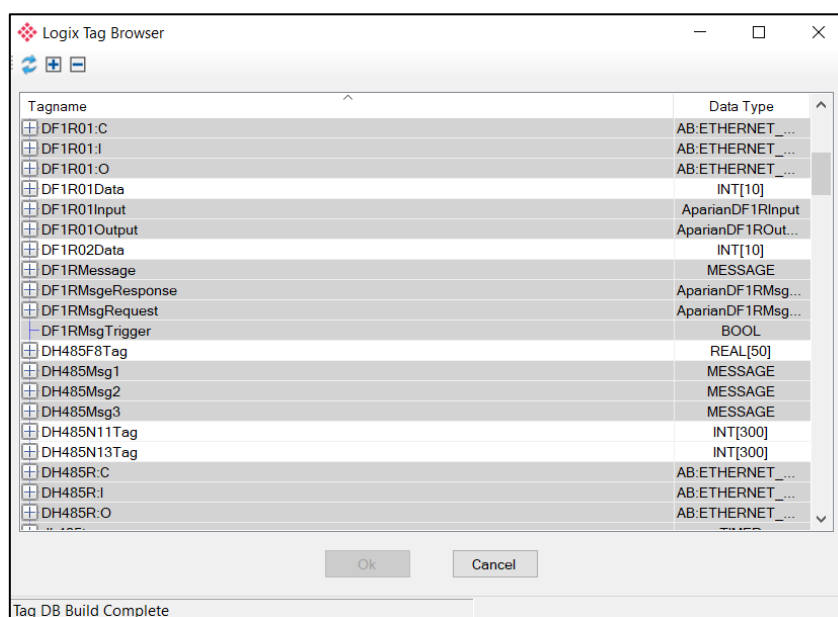 Logix Tag Browser
Tagname Data Type
DF1R01:C AB:ETHERNET_...
DF1R01:I AB:ETHERNET_...
DF1R01:O AB:ETHERNET_...
DF1R01Data INT[10]
DF1R01Input AparianDF1RInput
DF1R01Output AparianDF1ROut...
DF1R02Data INT[10]
DF1RMessage MESSAGE
DF1RMsgeResponse AparianDF1RMsg...
DF1RMsgRequest AparianDF1RMsg...
DF1RMsgTrigger BOOL
DH485F8Tag REAL[50]
DH485Msg1 MESSAGE
DH485Msg2 MESSAGE
DH485Msg3 MESSAGE
DH485N11Tag INT[300]
DH485N13Tag INT[300]
DH485R:C AB:ETHERNET_...
DH485R:I AB:ETHERNET_...
DH485R:O AB:ETHERNET_...
Ok Cancel
Tag DB Build Complete